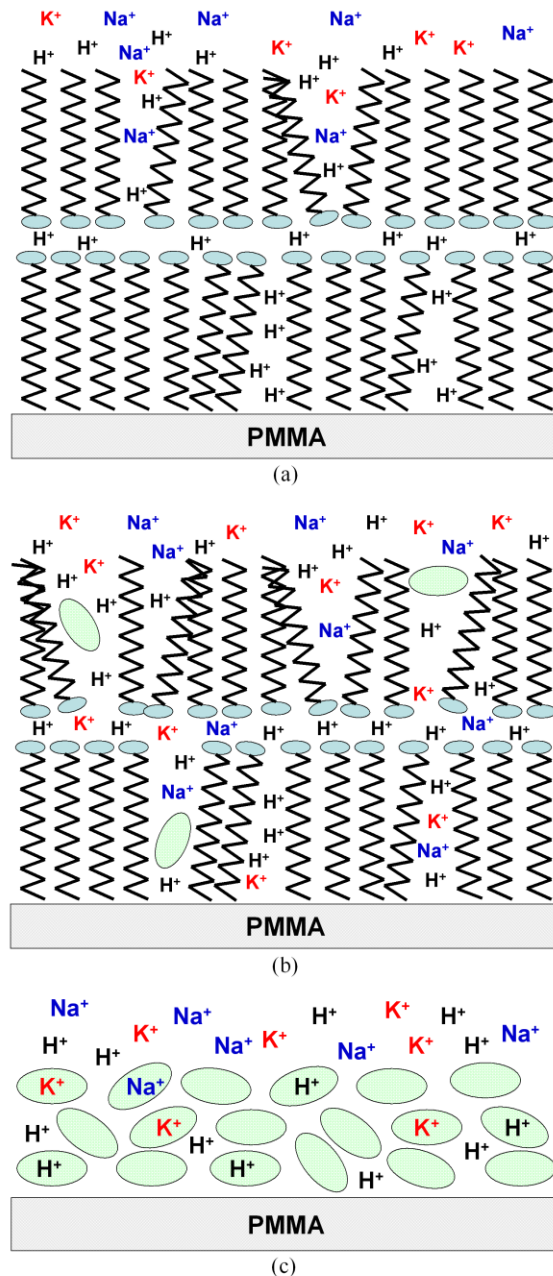 K⁺ Na⁺ Na⁺ Na⁺
H⁺ K⁺ K⁺ K⁺ Na⁺
H⁺ H⁺ Na⁺ H⁺ H⁺ H⁺
K⁺ H⁺
H⁺ K⁺
Na⁺ Na⁺
H⁺
H⁺
H⁺ H⁺ H⁺ H⁺ H⁺ H⁺ H⁺
H⁺ H⁺
H⁺
H⁺ H⁺
H⁺ H⁺
PMMA
(a)
K⁺ Na⁺ Na⁺ H⁺ K⁺ K⁺
H⁺ Na⁺ H⁺ K⁺ H⁺ Na⁺ H⁺
H⁺ K⁺ H⁺
K⁺
H⁺ H⁺
Na⁺ H⁺
H⁺ K⁺ H⁺
H⁺ K⁺ H⁺ K⁺ Na⁺ H⁺ H⁺ H⁺ H⁺ Na⁺ H⁺
H⁺
Na⁺ H⁺
H⁺
K⁺
H⁺
Na⁺
H⁺
H⁺ K⁺ H⁺
PMMA
(b)
Na⁺ Na⁺ H⁺ K⁺
K⁺ K⁺ H⁺ Na⁺
H⁺ H⁺ Na⁺ Na⁺ K⁺ H⁺
K⁺ Na⁺ H⁺
H⁺ K⁺ H⁺ K⁺ H⁺ H⁺
H⁺ H⁺ H⁺
PMMA
(c)